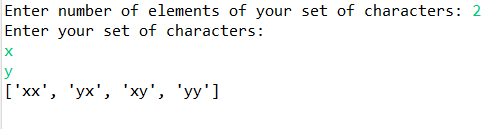 Enter number of elements of your set of characters: 2
Enter your set of characters:
x
y
['xx', 'yx', 'xy', 'yy']